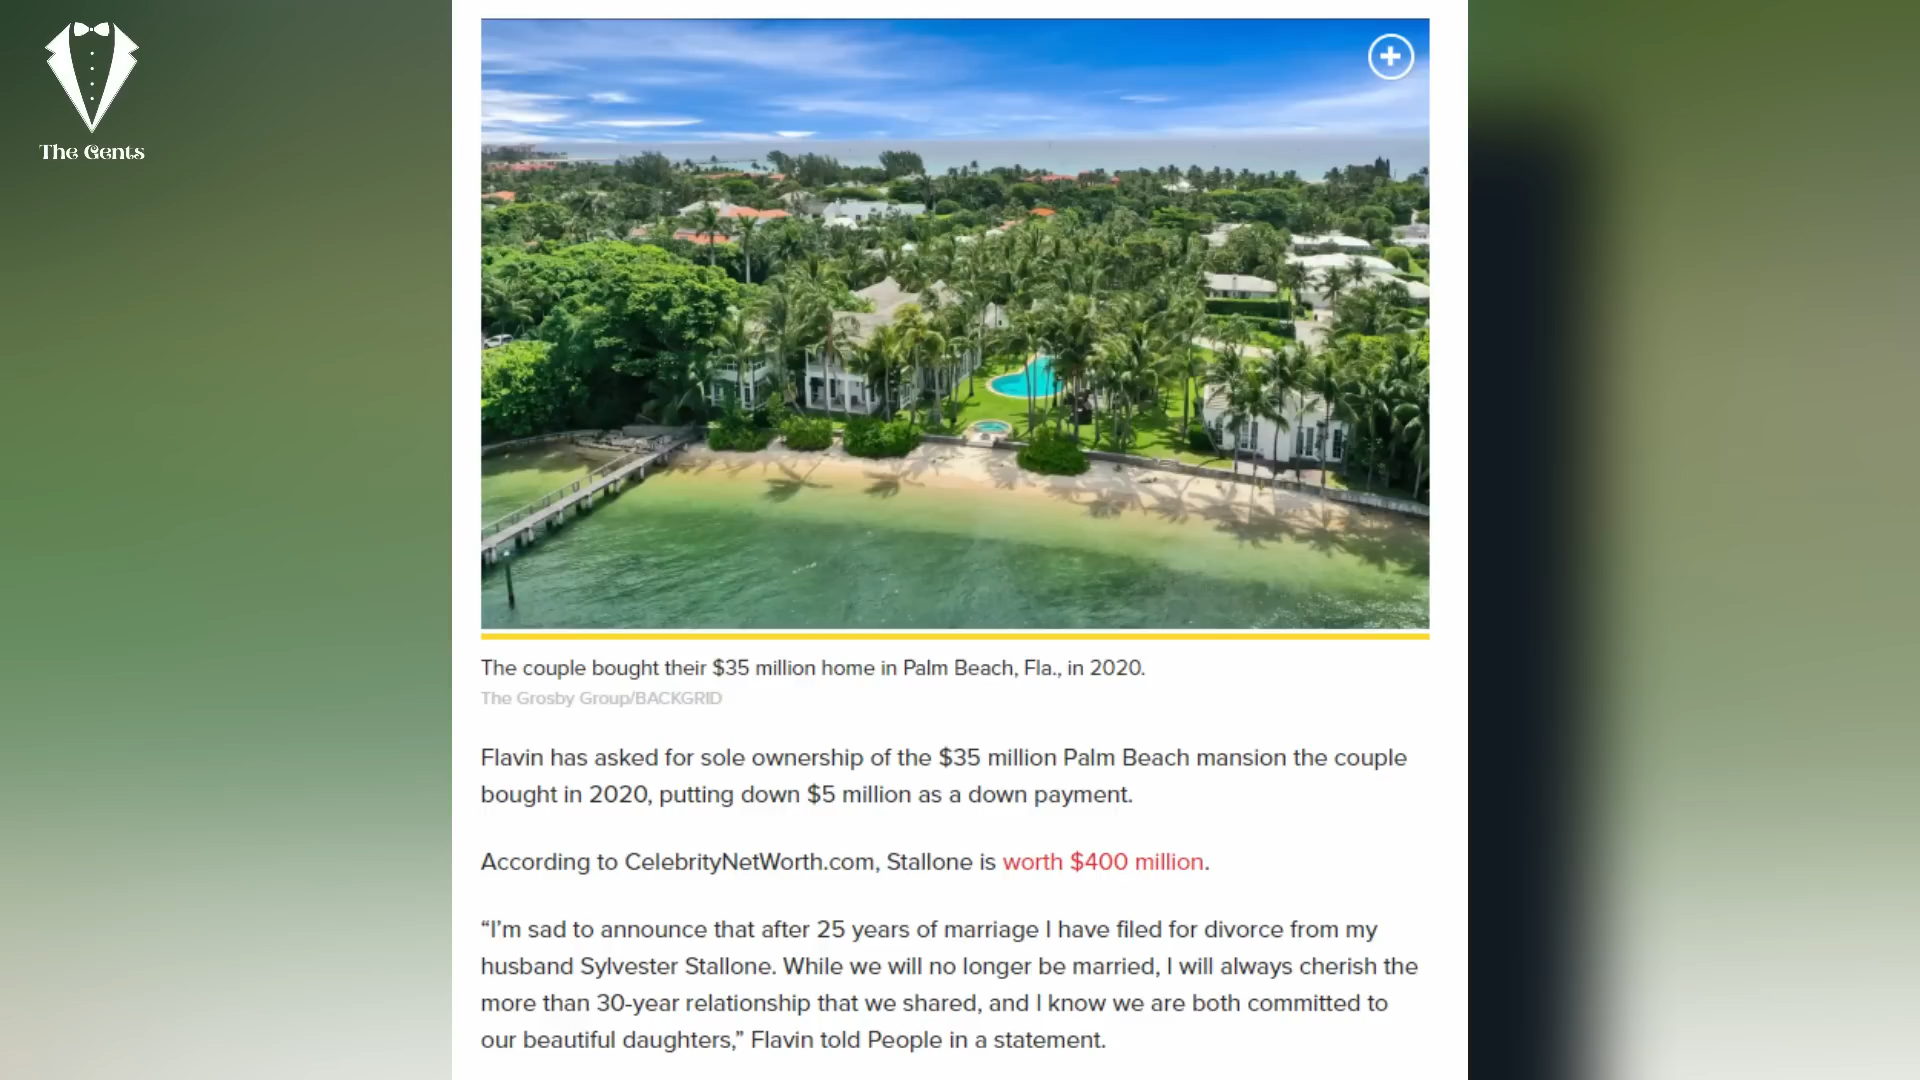 The Gents
The couple bought their $35 million home in Palm Beach, Fla., in 2020.
The Grosby Group/BACKGRID
Flavin has asked for sole ownership of the $35 million Palm Beach mansion the couple
bought in 2020, putting down $5 million as a down payment.
According to CelebrityNetWorth.com, Stallone is worth $400 million.
“I’m sad to announce that after 25 years of marriage I have filed for divorce from my
husband Sylvester Stallone. While we will no longer be married, I will always cherish the
more than 30-year relationship that we shared, and I know we are both committed to
our beautiful daughters,” Flavin told People in a statement.